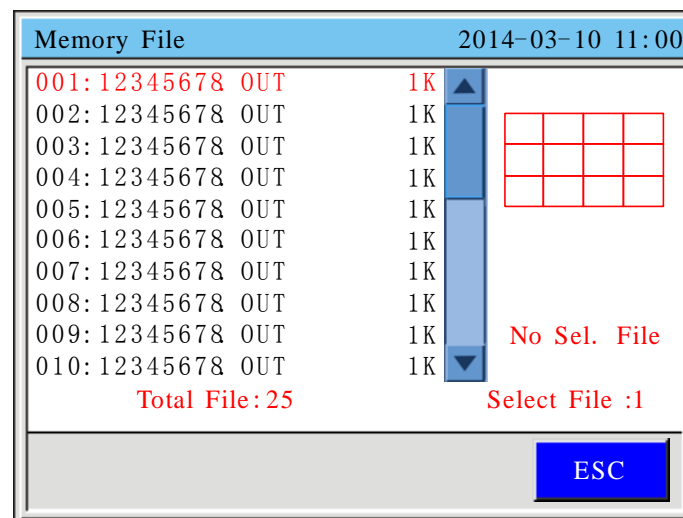 Memory File 2014-03-10 11:00
001:12345678. OUT 1K
002:12345678. OUT 1K
003:12345678. OUT 1K
004:12345678. OUT 1K
005:12345678. OUT 1K
006:12345678. OUT 1K
007:12345678. OUT 1K
008:12345678. OUT 1K
009:12345678. OUT 1K
010:12345678. OUT 1K
No Sel. File
Total File:25 Select File :1
ESC